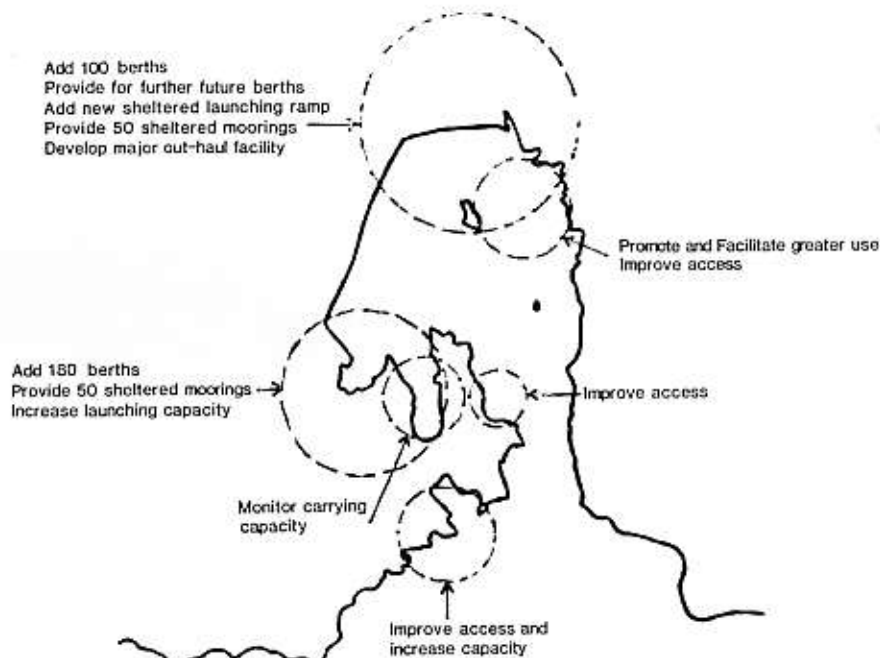 Add 100 berths
Provide for further future berths
Add new sheltered launching ramp
Provide 50 sheltered moorings
Develop major out-haul facility
Promote and Facilitate greater use
Improve access
Add 180 berths
Provide 50 sheltered moorings
Increase launching capacity
Improve access
Monitor carrying
capacity
Improve access and
increase capacity